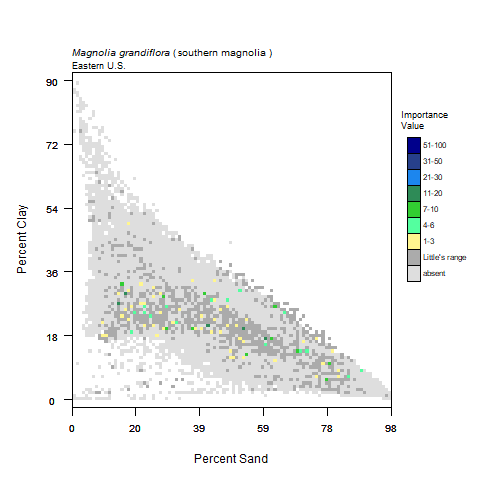 Magnolia grandiflora ( southern magnolia )
Eastern U.S.
90
72
54
36
18
0
Percent Clay
0
20
39
59
78
98
Percent Sand
Importance
Value
51-100
31-50
21-30
11-20
7-10
4-6
1-3
Little's range
absent